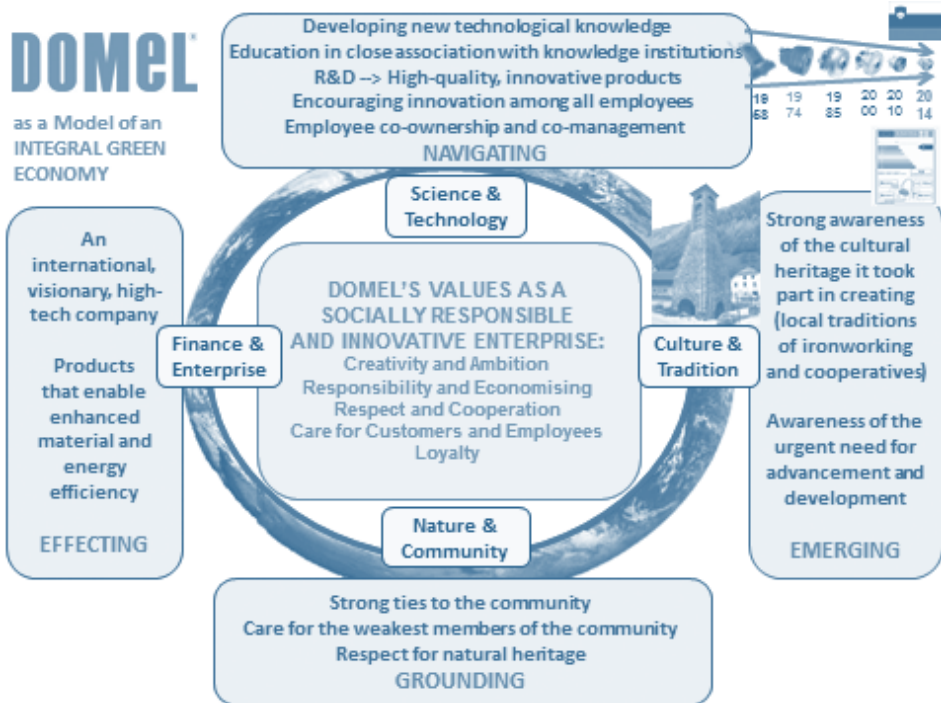 DOMEL®
as a Model of an
INTEGRAL GREEN
ECONOMY
Developing new technological knowledge
Education in close association with knowledge institutions
R&D --> High-quality, innovative products
Encouraging innovation among all employees
Employee co-ownership and co-management
NAVIGATING
19 19 19 20 20 20
58 74 85 00 10 14
Science &
Technology
An
international,
visionary, high-
tech company
Products
that enable
enhanced
material and
energy
efficiency
EFFECTING
Finance &
Enterprise
DOMEL'S VALUES AS A
SOCIALLY RESPONSIBLE
AND INNOVATIVE ENTERPRISE:
Creativity and Ambition
Responsibility and Economising
Respect and Cooperation
Care for Customers and Employees
Loyalty
Culture &
Tradition
Strong awareness
of the cultural
heritage it took
part in creating
(local traditions
of ironworking
and cooperatives)
Awareness of the
urgent need for
advancement and
development
EMERGING
Nature &
Community
Strong ties to the community
Care for the weakest members of the community
Respect for natural heritage
GROUNDING